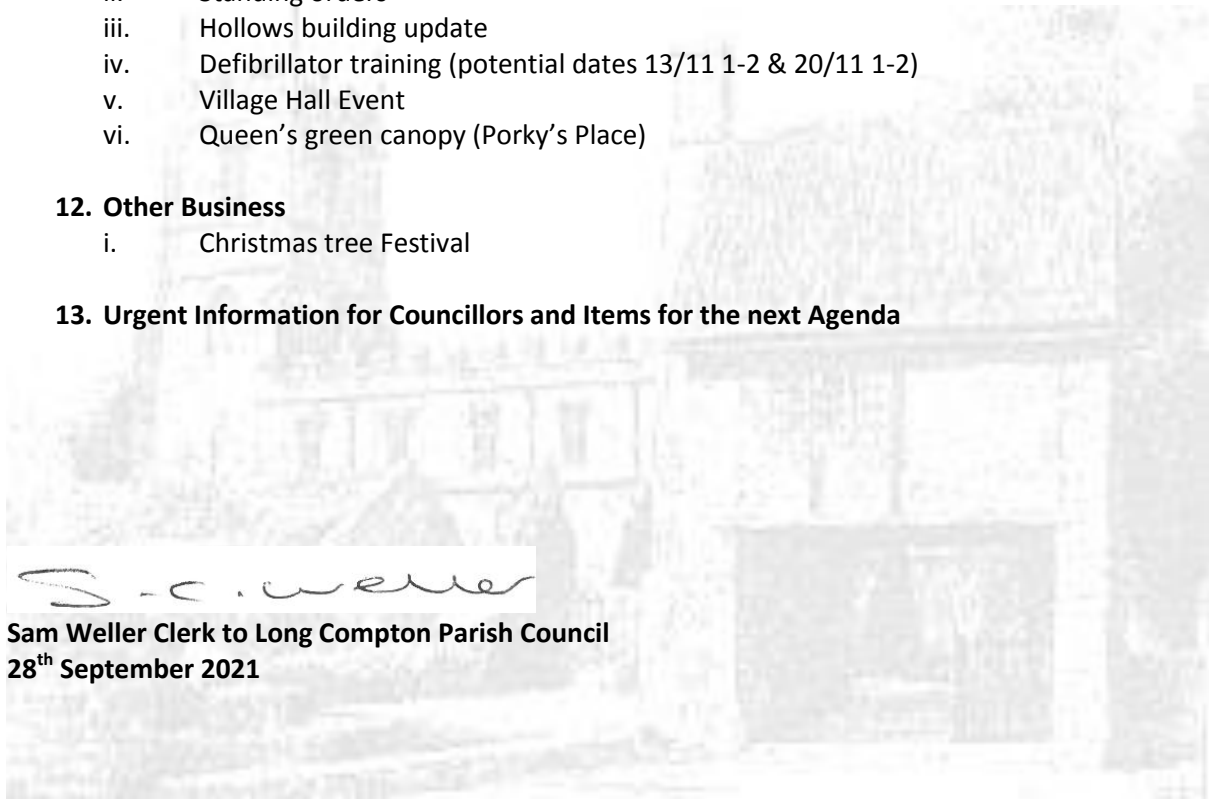 iii. Hollows building update
iv. Defibrillator training (potential dates 13/11 1-2 & 20/11 1-2)
v. Village Hall Event
vi. Queen's green canopy (Porky's Place)
12. Other Business
i. Christmas tree Festival
13. Urgent Information for Councillors and Items for the next Agenda
S.C. Weller
Sam Weller Clerk to Long Compton Parish Council
28th September 2021